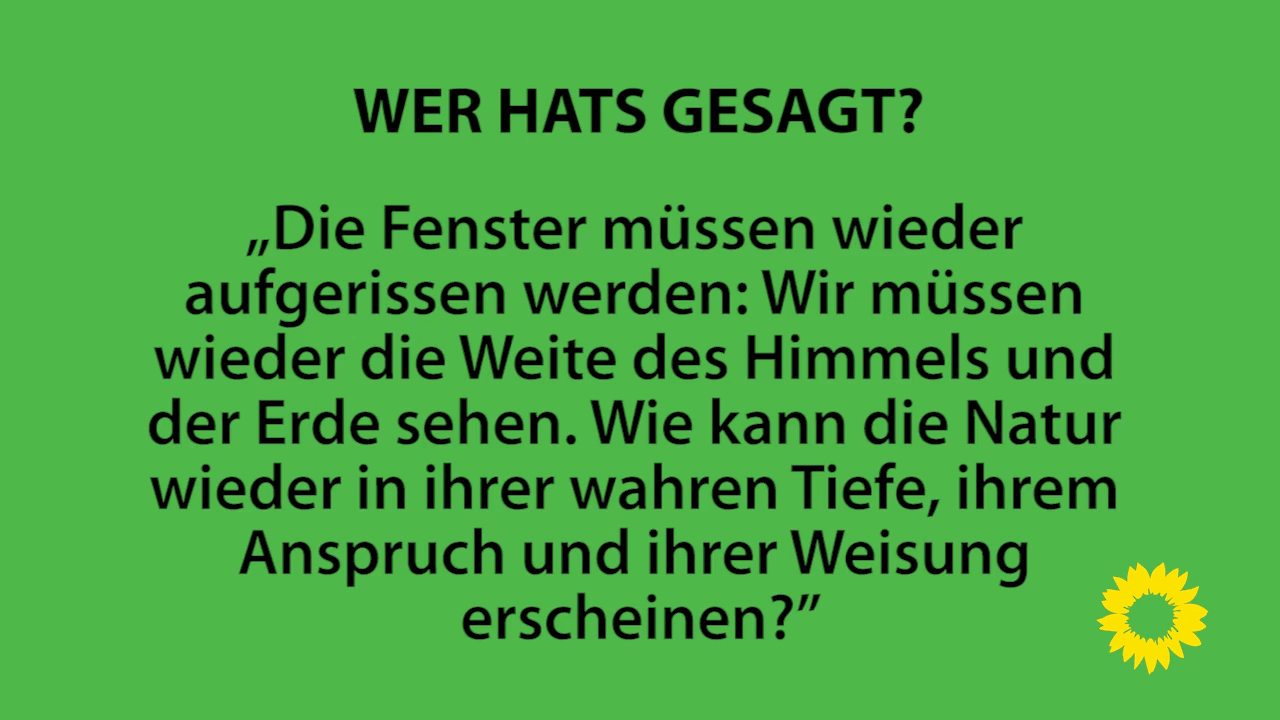 WER HATS GESAGT?
„Die Fenster müssen wieder
aufgerissen werden: Wir müssen
wieder die Weite des Himmels und
der Erde sehen. Wie kann die Natur
wieder in ihrer wahren Tiefe, ihrem
Anspruch und ihrer Weisung
erscheinen?”